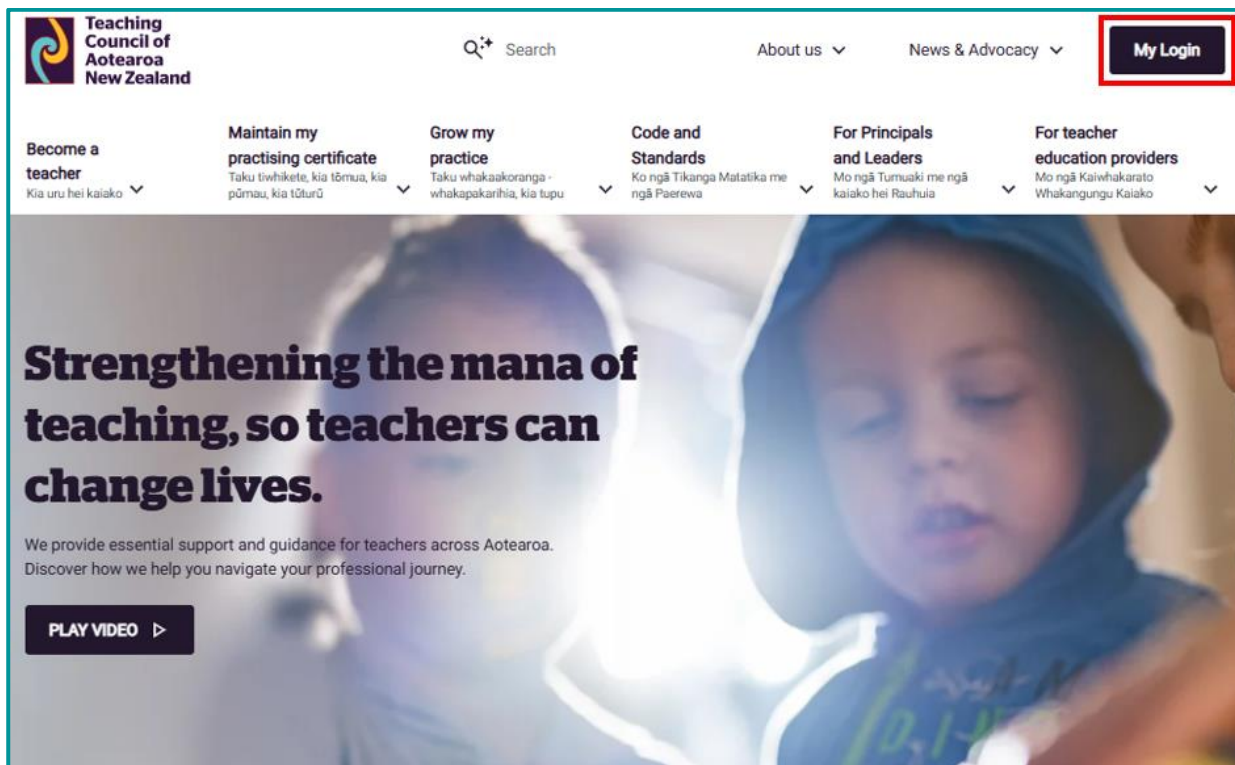 Teaching
Council of
Aotearoa
New Zealand
Search
About us
News & Advocacy
My Login
Become a
teacher
Kia uru hei kaiako
Maintain my
practising certificate
Taku tiwhikete, kia tōmua, kia
pūmau, kia tūturū
Grow my
practice
Taku whakaakoranga -
whakapakarihia, kia tupu
Code and
Standards
Ko ngā Tikanga Matatika me
ngā Paerewa
For Principals
and Leaders
Mo ngā Tumuaki me ngā
kaiako hei Rauhuia
For teacher
education providers
Mo ngā Kaiwhakarato
Whakangungu Kaiako
Strengthening the mana of
teaching, so teachers can
change lives.
We provide essential support and guidance for teachers across Aotearoa.
Discover how we help you navigate your professional journey.
PLAY VIDEO